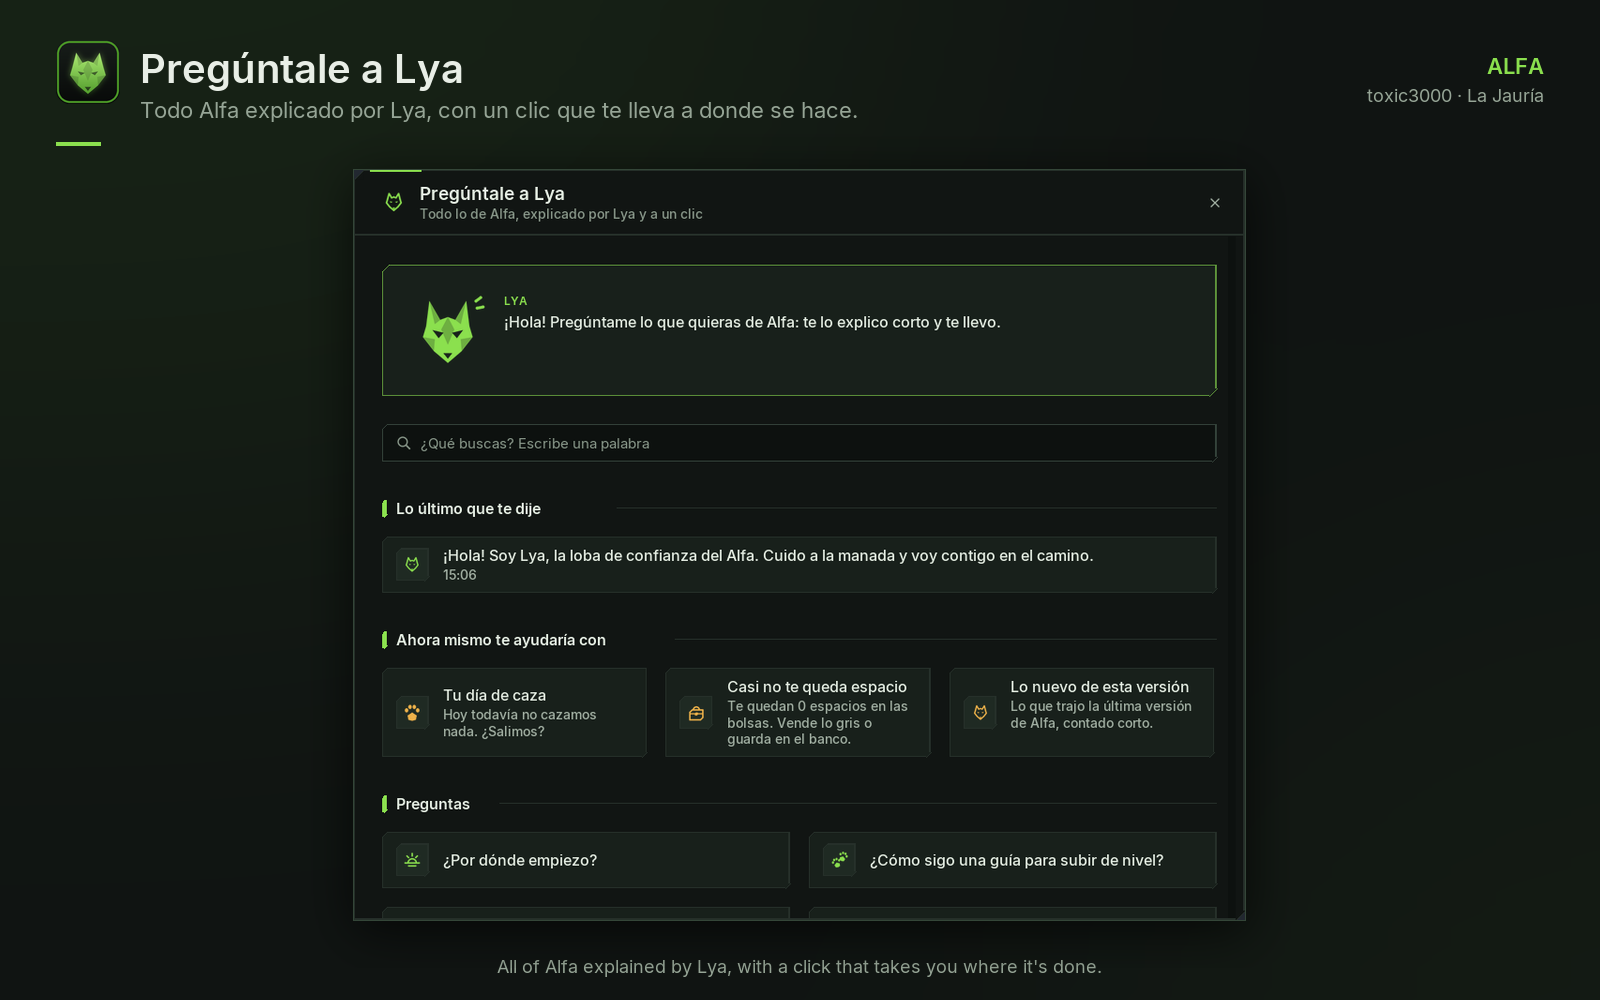 Pregúntale a Lya
Todo Alfa explicado por Lya, con un clic que te lleva a donde se hace.
ALFA
toxic3000 · La Jauría
Pregúntale a Lya
Todo lo de Alfa, explicado por Lya y a un clic
LYA
¡Hola! Pregúntame lo que quieras de Alfa: te lo explico corto y te llevo.
¿Qué buscas? Escribe una palabra
Lo último que te dije
¡Hola! Soy Lya, la loba de confianza del Alfa. Cuido a la manada y voy contigo en el camino.
15:06
Ahora mismo te ayudaría con
Tu día de caza
Hoy todavía no cazamos
nada. ¿Salimos?
Casi no te queda espacio
Te quedan 0 espacios en las
bolsas. Vende lo gris o
guarda en el banco.
Lo nuevo de esta versión
Lo que trajo la última versión
de Alfa, contado corto.
Preguntas
¿Por dónde empiezo?
¿Cómo sigo una guía para subir de nivel?
All of Alfa explained by Lya, with a click that takes you where it's done.